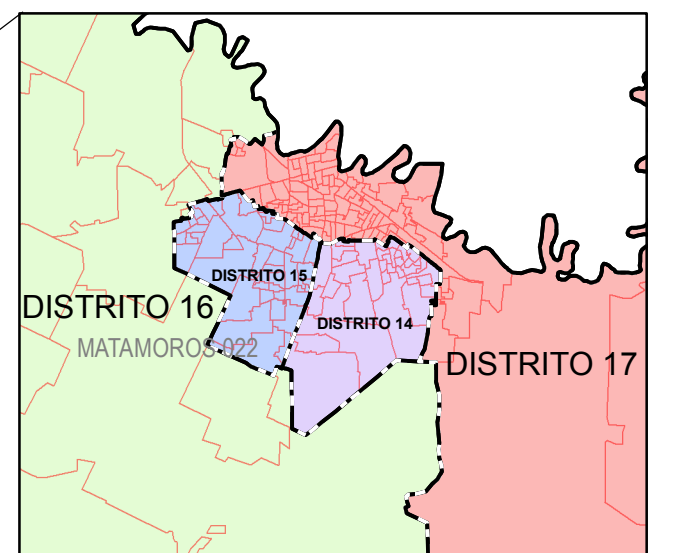 DISTRITO 15
DISTRITO 16
DISTRITO 14
MATAMOROS 022
DISTRITO 17